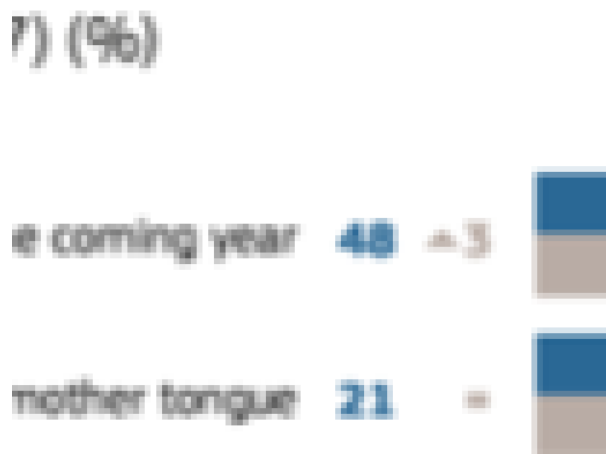 7) (%)
e coming year 48 ▲3
mother tongue 21 =